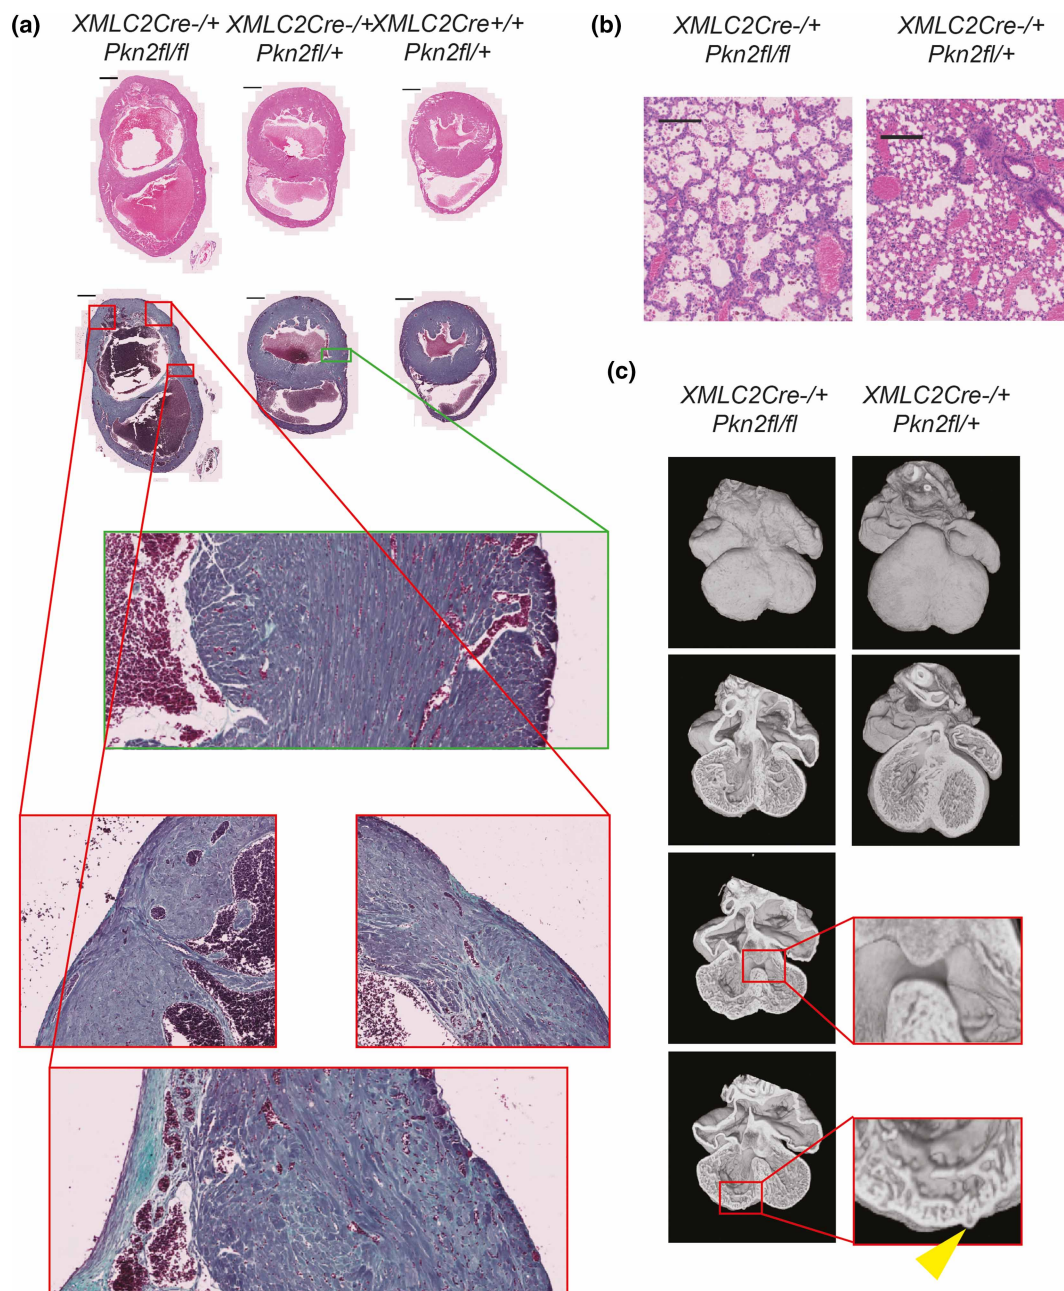 (a)
XMLC2Cre-/+ XMLC2Cre-/+ XMLC2Cre+/+
Pkn2fl/fl Pkn2fl/+ Pkn2fl/+
(b)
XMLC2Cre-/+ XMLC2Cre-/+
Pkn2fl/fl Pkn2fl/+
(c)
XMLC2Cre-/+ XMLC2Cre-/+
Pkn2fl/fl Pkn2fl/+